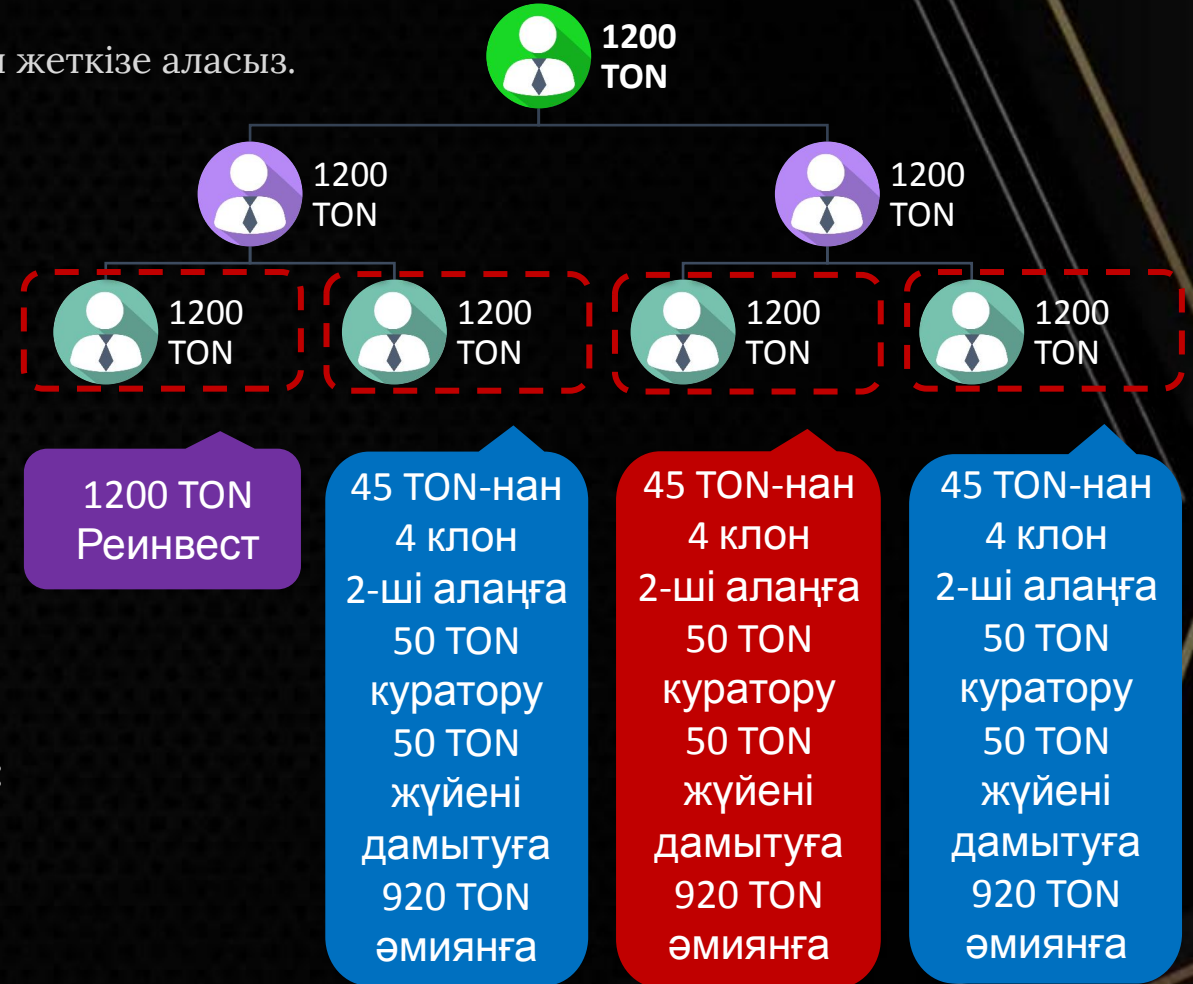 жеткізе аласыз.
1200
TON
1200
TON
1200
TON
1200
TON
1200
TON
1200
TON
1200
TON
1200 TON
Реинвест
45 TON-нан
4 клон
2-ші алаңға
50 TON
куратору
50 TON
жүйені
дамытуға
920 TON
әмиянға
45 TON-нан
4 клон
2-ші алаңға
50 TON
куратору
50 TON
жүйені
дамытуға
920 TON
әмиянға
45 TON-нан
4 клон
2-ші алаңға
50 TON
куратору
50 TON
жүйені
дамытуға
920 TON
әмиянға